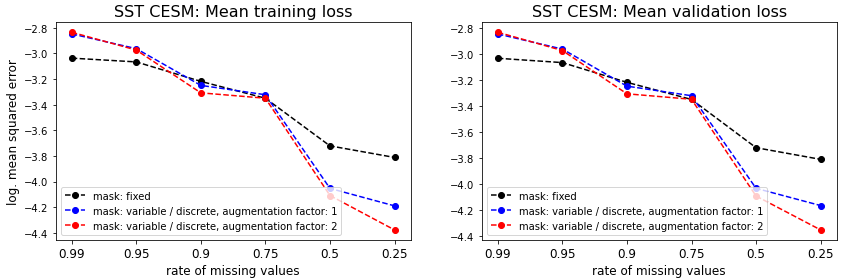 SST CESM: Mean training loss
log. mean squared error
−2.8
−3.0
−3.2
−3.4
−3.6
−3.8
−4.0
−4.2
−4.4
mask: fixed
mask: variable / discrete, augmentation factor: 1
mask: variable / discrete, augmentation factor: 2
0.99 0.95 0.9 0.75 0.5 0.25
rate of missing values
SST CESM: Mean validation loss
−2.8
−3.0
−3.2
−3.4
−3.6
−3.8
−4.0
−4.2
−4.4
mask: fixed
mask: variable / discrete, augmentation factor: 1
mask: variable / discrete, augmentation factor: 2
0.99 0.95 0.9 0.75 0.5 0.25
rate of missing values